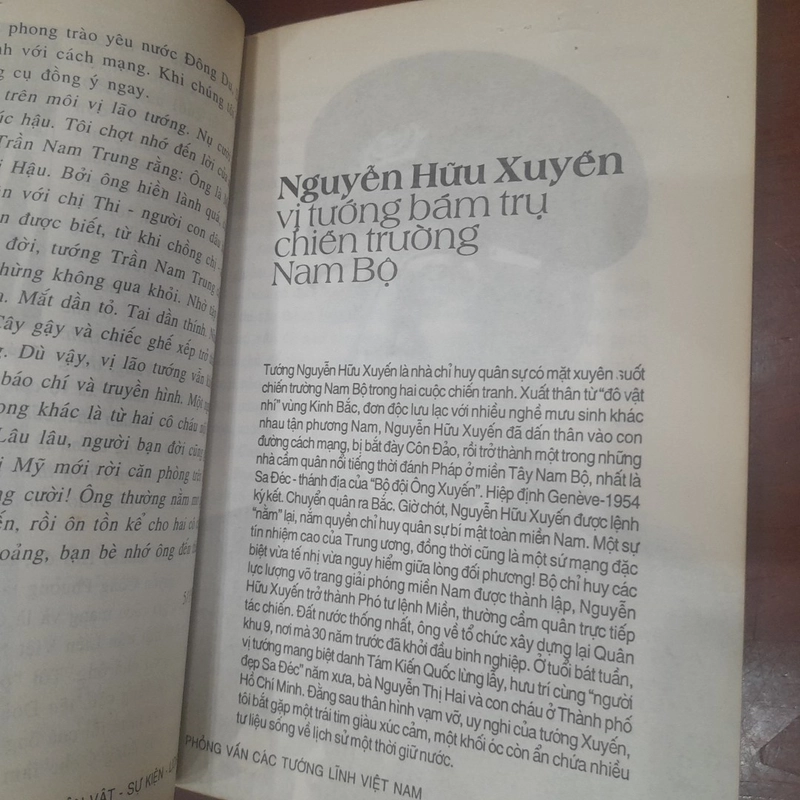 phong trào yêu nước Đông Du,
với cách mạng. Khi chúng
cụ đồng ý ngay.
trên môi vị lão tướng. Nụ cười
hậu. Tôi chợt nhớ đến lời của
Trần Nam Trung rằng: Ông là
Hậu. Bởi ông hiền lành quá,
với chị Thi - người con dâu
được biết, từ khi chồng chị -
đời, tướng Trần Nam Trung
không qua khỏi. Nhờ
Mắt dần tỏ. Tai dần thính.
Cây gậy và chiếc ghế xếp trở
Dù vậy, vị lão tướng vẫn
báo chí và truyền hình. Một
khác là từ hai cô cháu
Lâu lâu, người bạn đời
Mỹ mới rời căn phòng
cười! Ông thường nằm
rồi ôn tồn kể cho hai cô
bạn bè nhớ ông đến
VẬT - SỰ KIỆN -
Nguyễn Hữu Xuyến
vị tướng bám trụ
chiến trường
Nam Bộ
Tướng Nguyễn Hữu Xuyến là nhà chỉ huy quân sự có mặt xuyên suốt
chiến trường Nam Bộ trong hai cuộc chiến tranh. Xuất thân từ “đô vật
nhí” vùng Kinh Bắc, đơn độc lưu lạc với nhiều nghề mưu sinh khác
nhau tận phương Nam, Nguyễn Hữu Xuyến đã dấn thân vào con
đường cách mạng, bị bắt đày Côn Đảo, rồi trở thành một trong những
nhà cầm quân nổi tiếng thời đánh Pháp ở miền Tây Nam Bộ, nhất là
Sa Đéc - thánh địa của “Bộ đội Ông Xuyến”. Hiệp định Genève-1954
ký kết. Chuyển quân ra Bắc. Giờ chót, Nguyễn Hữu Xuyến được lệnh
“nằm” lại, nắm quyền chỉ huy quân sự bí mật toàn miền Nam. Một sự
tín nhiệm cao của Trung ương, đồng thời cũng là một sứ mạng đặc
biệt vừa tế nhị vừa nguy hiểm giữa lòng đối phương! Bộ chỉ huy các
lực lượng võ trang giải phóng miền Nam được thành lập, Nguyễn
Hữu Xuyến trở thành Phó tư lệnh Miền, thường cầm quân trực tiếp
tác chiến. Đất nước thống nhất, ông về tổ chức xây dựng lại Quân
khu 9, nơi mà 30 năm trước đã khởi đầu binh nghiệp. Ở tuổi bát tuần,
vị tướng mang biệt danh Tám Kiến Quốc lừng lẫy, hưu trí cùng “người
đẹp Sa Đéc” năm xưa, bà Nguyễn Thị Hai và con cháu ở Thành phố
Hồ Chí Minh. Đằng sau thân hình vạm vỡ, uy nghi của tướng Xuyến,
tôi bắt gặp một trái tim giàu xúc cảm, một khối óc còn ẩn chứa nhiều
tư liệu sống về lịch sử một thời giữ nước.
PHỎNG VẤN CÁC TƯỚNG LĨNH VIỆT NAM